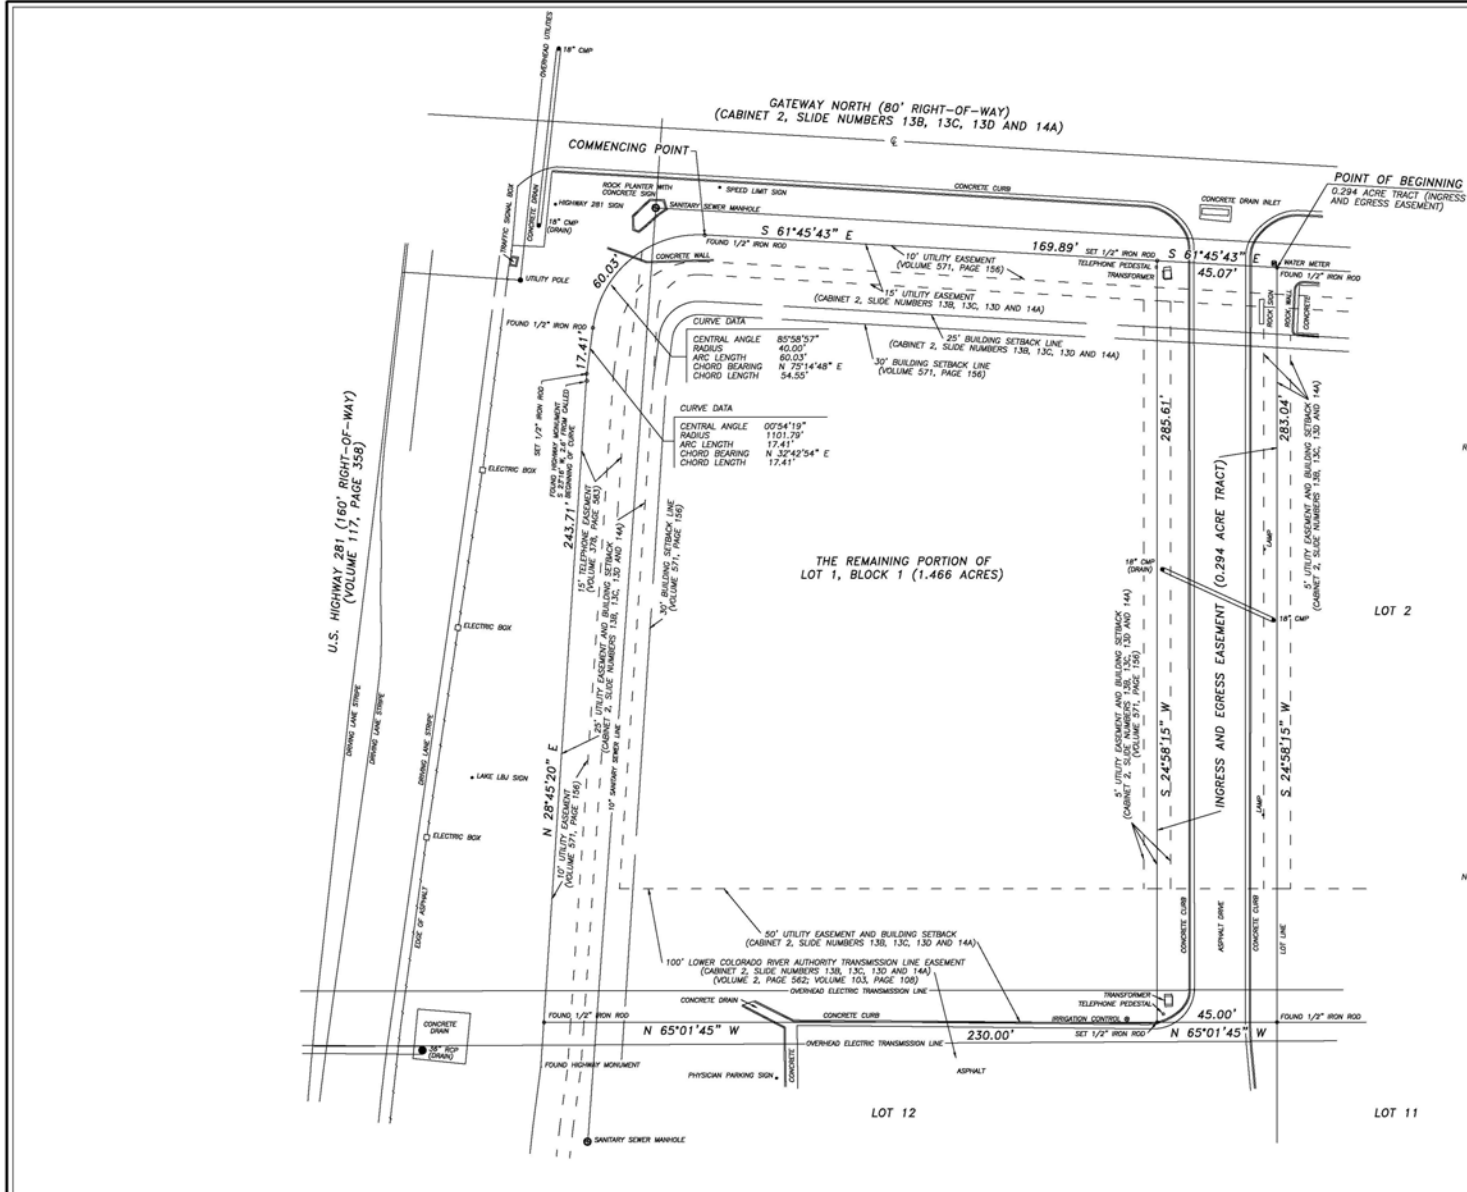 OVERHEAD UTILITIES
18" CMP
GATEWAY NORTH (80' RIGHT-OF-WAY)
(CABINET 2, SLIDE NUMBERS 13B, 13C, 13D AND 14A)
COMMENCING POINT
POINT OF BEGINNING
0.294 ACRE TRACT (INGRESS
AND EGRESS EASEMENT)
TRAFFIC SIGNAL BOX
CONCRETE DRAIN
ROCK PLANTER WITH
CONCRETE SIGN
SPEED LIMIT SIGN
CONCRETE CURB
CONCRETE DRAIN INLET
HIGHWAY 281 SIGN
SANITARY SEWER MANHOLE
18" CMP
(DRAIN)
S 61°45'43" E
FOUND 1/2" IRON ROD
169.89'
SET 1/2" IRON ROD
S 61°45'43" E
45.07'
WATER METER
FOUND 1/2" IRON ROD
CONCRETE WALL
10' UTILITY EASEMENT
(VOLUME 571, PAGE 156)
TELEPHONE PEDESTAL
TRANSFORMER
UTILITY POLE
60.03'
15' UTILITY EASEMENT
(CABINET 2, SLIDE NUMBERS 13B, 13C, 13D AND 14A)
ROCK SIGN
ROCK WALL
CONCRETE
FOUND 1/2" IRON ROD
17.41'
CURVE DATA
CENTRAL ANGLE 85°58'57"
RADIUS 40.00'
ARC LENGTH 60.03'
CHORD BEARING N 75°14'48" E
CHORD LENGTH 54.55'
25' BUILDING SETBACK LINE
(CABINET 2, SLIDE NUMBERS 13B, 13C, 13D AND 14A)
30' BUILDING SETBACK LINE
(VOLUME 571, PAGE 156)
CURVE DATA
CENTRAL ANGLE 00°54'19"
RADIUS 1101.79'
ARC LENGTH 17.41'
CHORD BEARING N 32°42'54" E
CHORD LENGTH 17.41'
SET 1/2" IRON ROD
FOUND HIGHWAY MONUMENT
BEGINNING OF CURVE
U.S. HIGHWAY 281 (160' RIGHT-OF-WAY)
(VOLUME 117, PAGE 358)
ELECTRIC BOX
243.71'
15' TELEPHONE EASEMENT
(VOLUME 378, PAGE 583)
25' UTILITY EASEMENT AND BUILDING SETBACK
(CABINET 2, SLIDE NUMBERS 13B, 13C, 13D AND 14A)
30' BUILDING SETBACK LINE
(VOLUME 571, PAGE 156)
285.61'
283.04'
5' UTILITY EASEMENT AND BUILDING SETBACK
(CABINET 2, SLIDE NUMBERS 13B, 13C, 13D AND 14A)
THE REMAINING PORTION OF
LOT 1, BLOCK 1 (1.466 ACRES)
LAMP
18" CMP
(DRAIN)
18" CMP
LOT 2
INGRESS AND EGRESS EASEMENT (0.294 ACRE TRACT)
5' UTILITY EASEMENT AND BUILDING SETBACK
(CABINET 2, SLIDE NUMBERS 13B, 13C, 13D AND 14A)
(VOLUME 571, PAGE 156)
S 24°58'15" W
S 24°58'15" W
ELECTRIC BOX
DRIVING LANE STRIPE
DRIVING LANE STRIPE
DRIVING LANE STRIPE
LAKE LBJ SIGN
N 28°45'20" E
10" SANITARY SEWER LINE
10' UTILITY EASEMENT
(VOLUME 571, PAGE 156)
LAMP
ELECTRIC BOX
EDGE OF ASPHALT
CONCRETE CURB
ASPHALT DRIVE
CONCRETE CURB
LOT LINE
50' UTILITY EASEMENT AND BUILDING SETBACK
(CABINET 2, SLIDE NUMBERS 13B, 13C, 13D AND 14A)
100' LOWER COLORADO RIVER AUTHORITY TRANSMISSION LINE EASEMENT
(CABINET 2, SLIDE NUMBERS 13B, 13C, 13D AND 14A)
(VOLUME 2, PAGE 562; VOLUME 103, PAGE 108)
OVERHEAD ELECTRIC TRANSMISSION LINE
CONCRETE DRAIN
TRANSFORMER
TELEPHONE PEDESTAL
FOUND 1/2" IRON ROD
CONCRETE CURB
IRRIGATION CONTROL
45.00'
FOUND 1/2" IRON ROD
CONCRETE
DRAIN
N 65°01'45" W
230.00'
SET 1/2" IRON ROD
N 65°01'45" W
OVERHEAD ELECTRIC TRANSMISSION LINE
36" RCP
(DRAIN)
FOUND HIGHWAY MONUMENT
PHYSICIAN PARKING SIGN
CONCRETE
ASPHALT
LOT 12
LOT 11
SANITARY SEWER MANHOLE